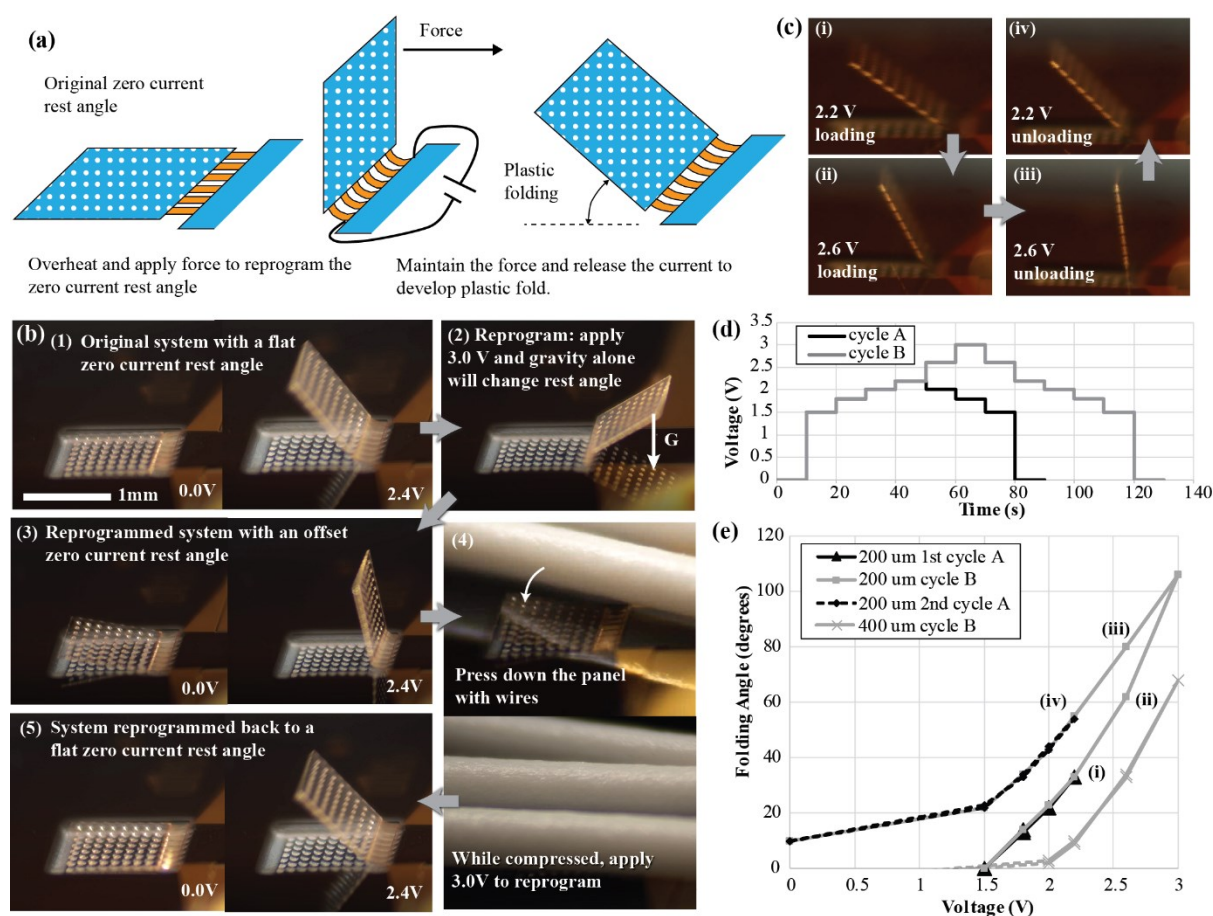 (a)
Force
Original zero current
rest angle
Plastic
folding
Overheat and apply force to reprogram the
zero current rest angle
Maintain the force and release the current to
develop plastic fold.
(b)
(1) Original system with a flat
zero current rest angle
0.0V
2.4V
1mm
(2) Reprogram: apply
3.0 V and gravity alone
will change rest angle
G
(3) Reprogrammed system with an offset
zero current rest angle
0.0V
2.4V
(4)
Press down the panel
with wires
While compressed, apply
3.0V to reprogram
(5) System reprogrammed back to a
flat zero current rest angle
0.0V
2.4V
(c)
(i)
2.2 V
loading
(iv)
2.2 V
unloading
(ii)
2.6 V
loading
(iii)
2.6 V
unloading
(d)
Voltage (V)
3.5
3
2.5
2
1.5
1
0.5
0
cycle A
cycle B
0 20 40 60 80 100 120 140
Time (s)
(e)
Folding Angle (degrees)
120
100
80
60
40
20
0
200 um 1st cycle A
200 um cycle B
200 um 2nd cycle A
400 um cycle B
(iii)
(iv)
(ii)
(i)
0 0.5 1 1.5 2 2.5 3
Voltage (V)